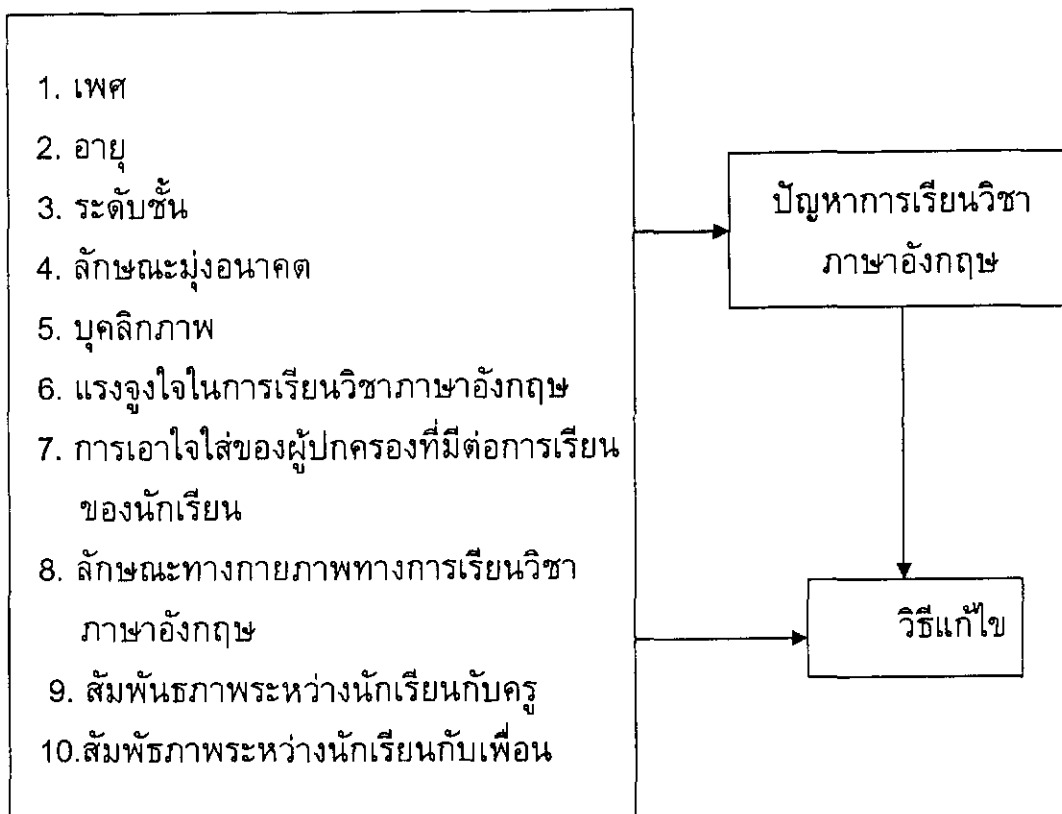 1. เพศ
2. อายุ
3. ระดับชั้น
4. ลักษณะมุ่งอนาคต
5. บุคลิกภาพ
6. แรงจูงใจในการเรียนวิชาภาษาอังกฤษ
7. การเอาใจใส่ของผู้ปกครองที่มีต่อการเรียน
ของนักเรียน
8. ลักษณะทางกายภาพทางการเรียนวิชา
ภาษาอังกฤษ
9. สัมพันธภาพระหว่างนักเรียนกับครู
10.สัมพัธภาพระหว่างนักเรียนกับเพื่อน
ปัญหาการเรียนวิชา
ภาษาอังกฤษ
วิธีแก้ไข